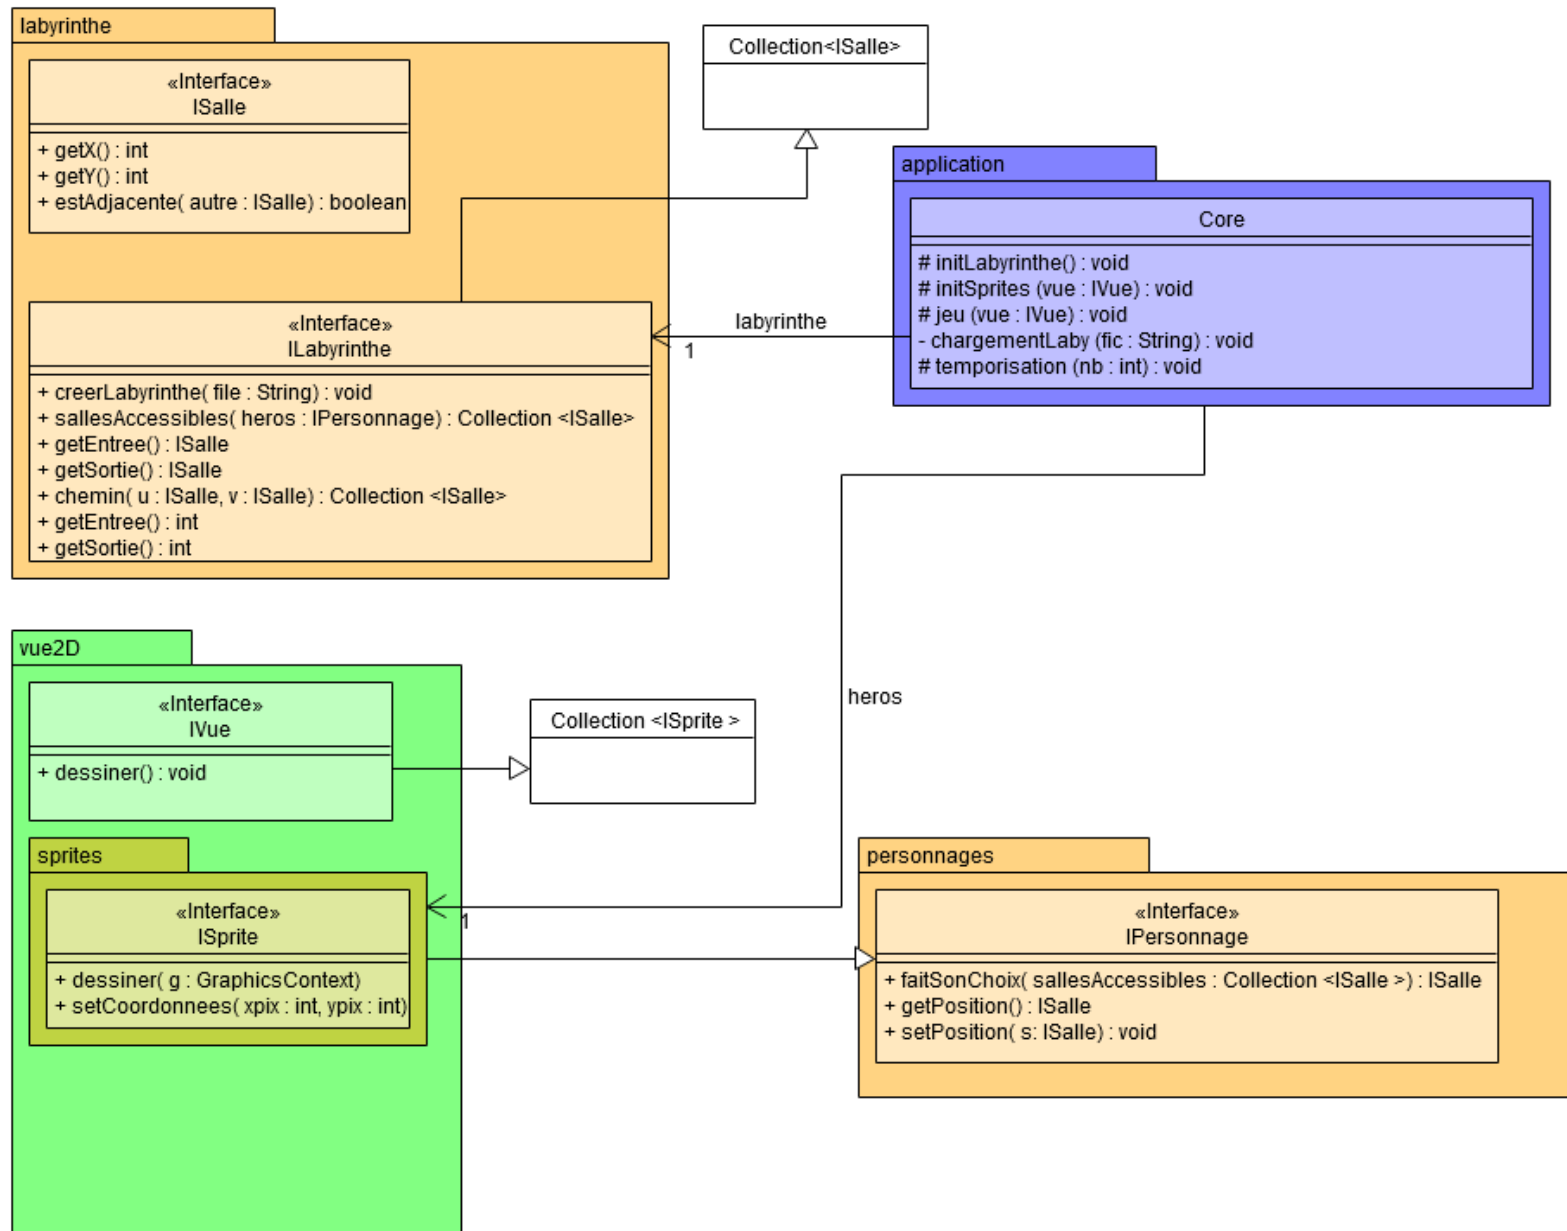 labyrinthe
«Interface»
ISalle
+ getX() : int
+ getY() : int
+ estAdjacente( autre : ISalle) : boolean
Collection<ISalle>
application
Core
# initLabyrinthe() : void
# initSprites (vue : IVue) : void
# jeu (vue : IVue) : void
- chargementLaby (fic : String) : void
# temporisation (nb : int) : void
labyrinthe
1
«Interface»
ILabyrinthe
+ creerLabyrinthe( file : String) : void
+ sallesAccessibles( heros : IPersonnage) : Collection <ISalle>
+ getEntree() : ISalle
+ getSortie() : ISalle
+ chemin( u : ISalle, v : ISalle) : Collection <ISalle>
+ getEntree() : int
+ getSortie() : int
vue2D
«Interface»
IVue
+ dessiner() : void
Collection <ISprite >
heros
1
sprites
«Interface»
ISprite
+ dessiner( g : GraphicsContext)
+ setCoordonnees( xpix : int, ypix : int)
personnages
«Interface»
IPersonnage
+ faitSonChoix( sallesAccessibles : Collection <ISalle >) : ISalle
+ getPosition() : ISalle
+ setPosition( s: ISalle) : void